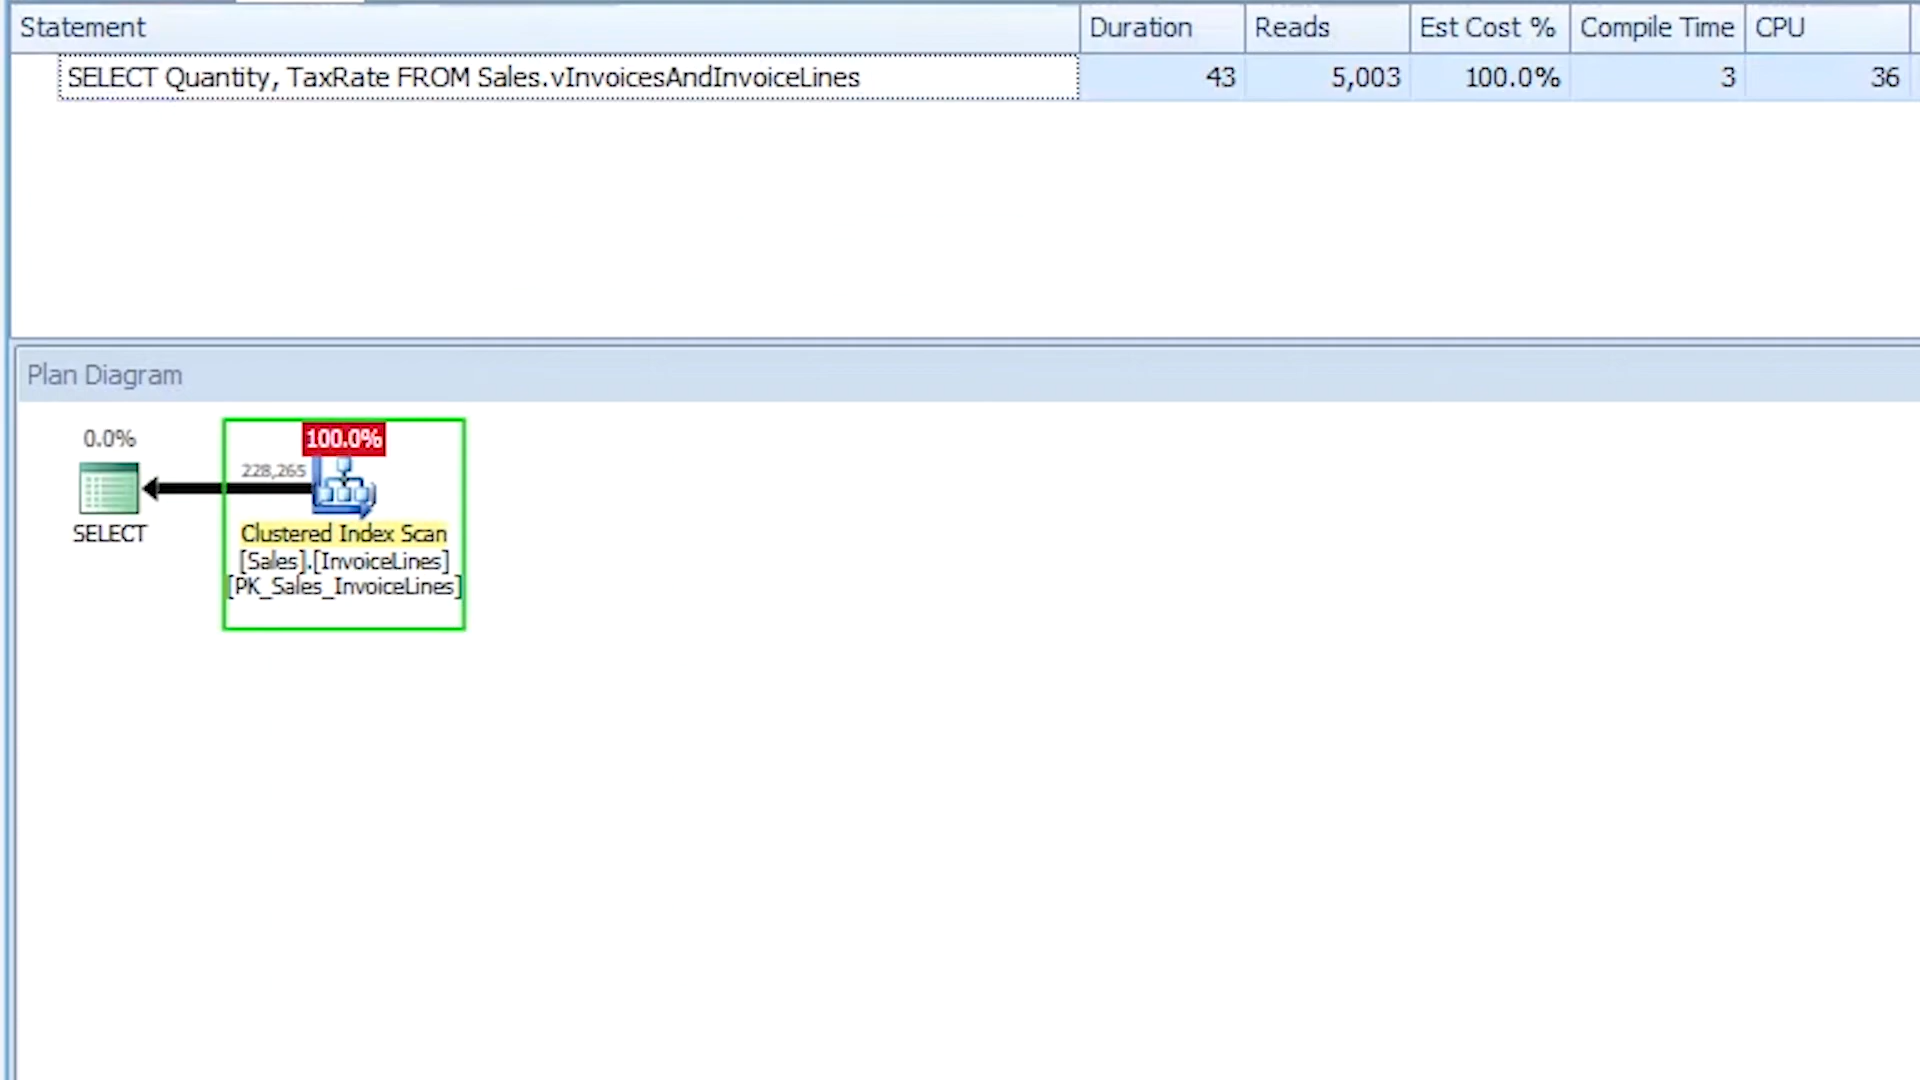 Statement Duration Reads Est Cost % Compile Time CPU
SELECT Quantity, TaxRate FROM Sales.vInvoicesAndInvoiceLines 43 5,003 100.0% 3 36
Plan Diagram
0.0% 100.0%
228,265
SELECT Clustered Index Scan
[Sales].[InvoiceLines]
[PK_Sales_InvoiceLines]